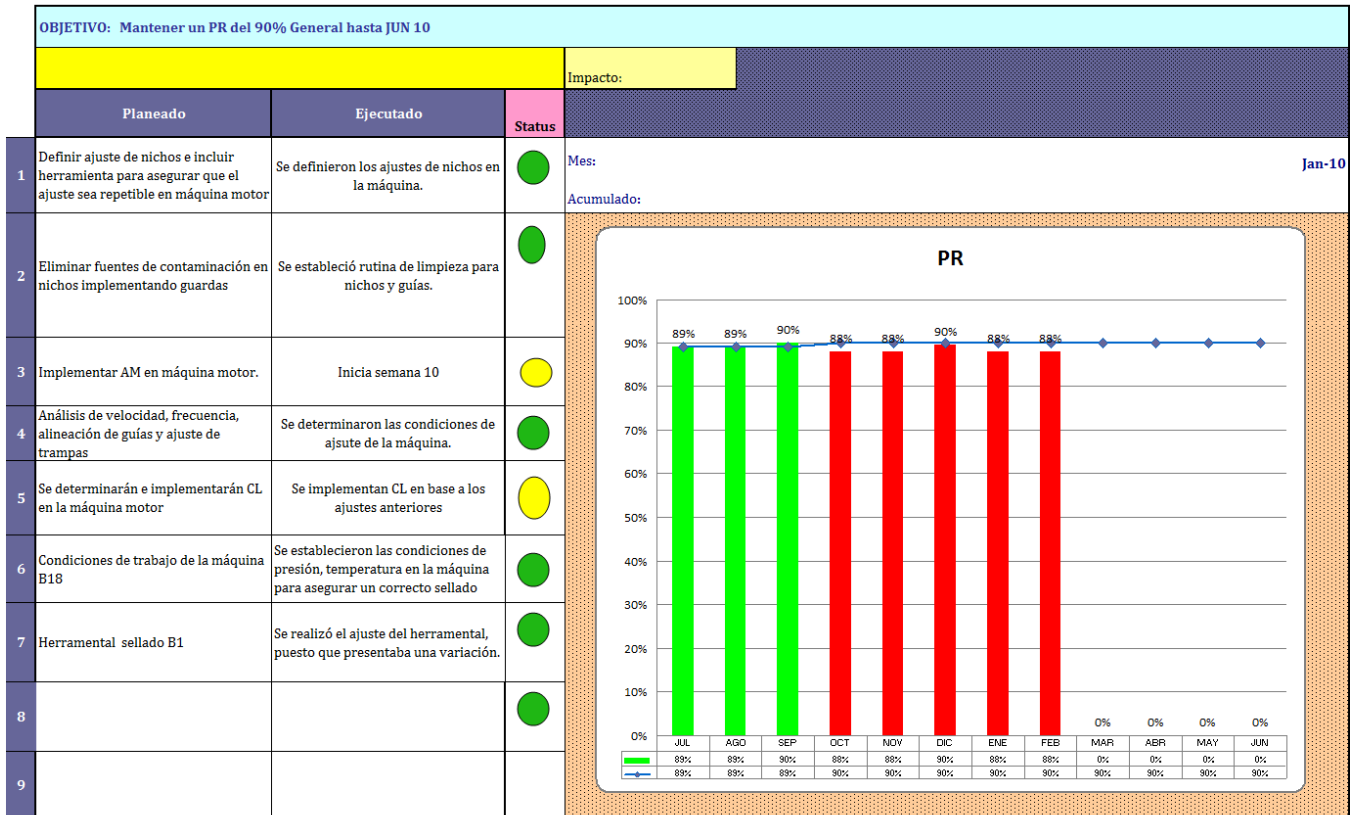 OBJETIVO:  Mantener un PR del 90% General hasta JUN 10
Impacto:
Planeado
Ejecutado
Status
1
Definir ajuste de nichos e incluir
herramienta para asegurar que el
ajuste sea repetible en máquina motor
Se definieron los ajustes de nichos en
la máquina.
Mes:
Jan-10
Acumulado:
2
Eliminar fuentes de contaminación en
nichos implementando guardas
Se estableció rutina de limpieza para
nichos y guías.
3
Implementar AM en máquina motor.
Inicia semana 10
4
Análisis de velocidad, frecuencia,
alineación de guías y ajuste de
trampas
Se determinaron las condiciones de
ajsute de la máquina.
5
Se determinarán e implementarán CL
en la máquina motor
Se implementan CL en base a los
ajustes anteriores
6
Condiciones de trabajo de la máquina
B18
Se establecieron las condiciones de
presión, temperatura en la máquina
para asegurar un correcto sellado
7
Herramental  sellado B1
Se realizó el ajuste del herramental,
puesto que presentaba una variación.
8
9
PR
100%
90%
80%
70%
60%
50%
40%
30%
20%
10%
0%
89% 89% 90% 88% 88% 90% 88% 88% 0% 0% 0% 0%
JUL AGO SEP OCT NOV DIC ENE FEB MAR ABR MAY JUN
89% 89% 90% 88% 88% 90% 88% 88% 0% 0% 0% 0%
89% 89% 89% 90% 90% 90% 90% 90% 90% 90% 90% 90%